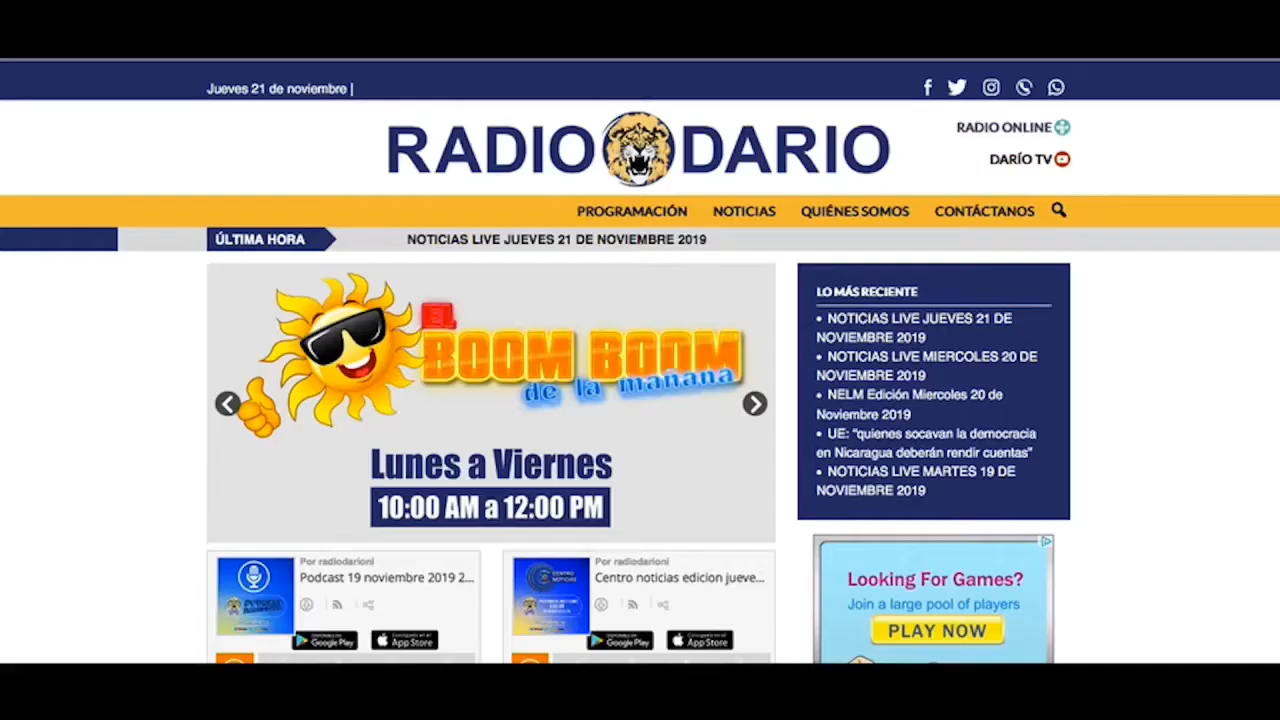 Jueves 21 de noviembre |
RADIO DARIO
RADIO ONLINE
DARÍO TV
PROGRAMACIÓN NOTICIAS QUIÉNES SOMOS CONTÁCTANOS
ÚLTIMA HORA NOTICIAS LIVE JUEVES 21 DE NOVIEMBRE 2019
EL
BOOM BOOM
de la mañana
Lunes a Viernes
10:00 AM a 12:00 PM
LO MÁS RECIENTE
• NOTICIAS LIVE JUEVES 21 DE
NOVIEMBRE 2019
• NOTICIAS LIVE MIERCOLES 20 DE
NOVIEMBRE 2019
• NELM Edición Miercoles 20 de
Noviembre 2019
• UE: “quienes socavan la democracia
en Nicaragua deberán rendir cuentas”
• NOTICIAS LIVE MARTES 19 DE
NOVIEMBRE 2019
Por radiodarioni
Podcast 19 noviembre 2019 2...
Google Play
App Store
Por radiodarioni
Centro noticias edicion jueve...
CENTRO
NOTICIAS
Google Play
App Store
Looking For Games?
Join a large pool of players
PLAY NOW